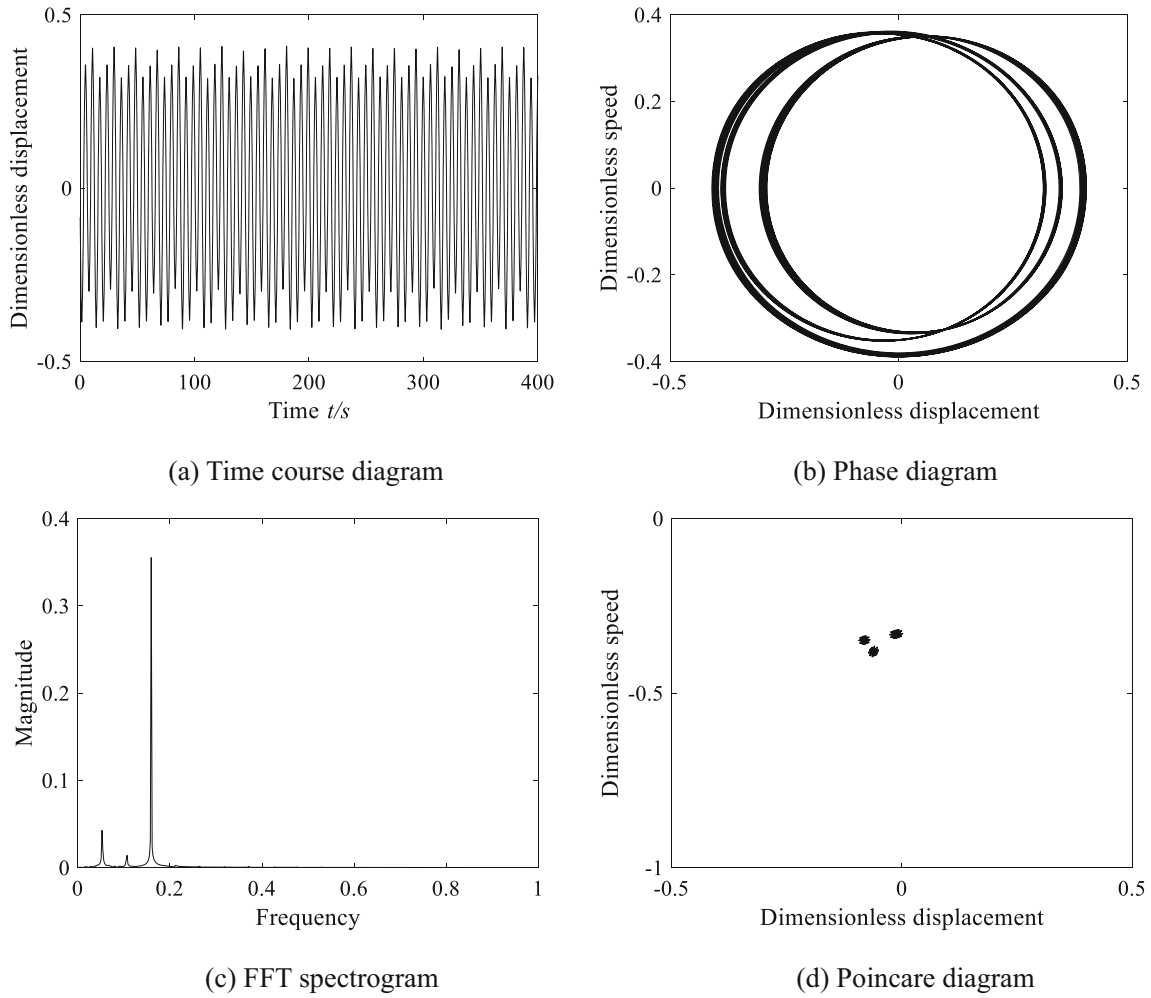 0.5
0
-0.5
0
100
200
300
400
Dimensionless displacement
Time t/s
(a) Time course diagram
0.4
0.2
0
-0.2
-0.4
-0.5
0
0.5
Dimensionless speed
Dimensionless displacement
(b) Phase diagram
0.4
0.3
0.2
0.1
0
0
0.2
0.4
0.6
0.8
1
Magnitude
Frequency
(c) FFT spectrogram
0
-0.5
-1
-0.5
0
0.5
Dimensionless speed
Dimensionless displacement
(d) Poincare diagram